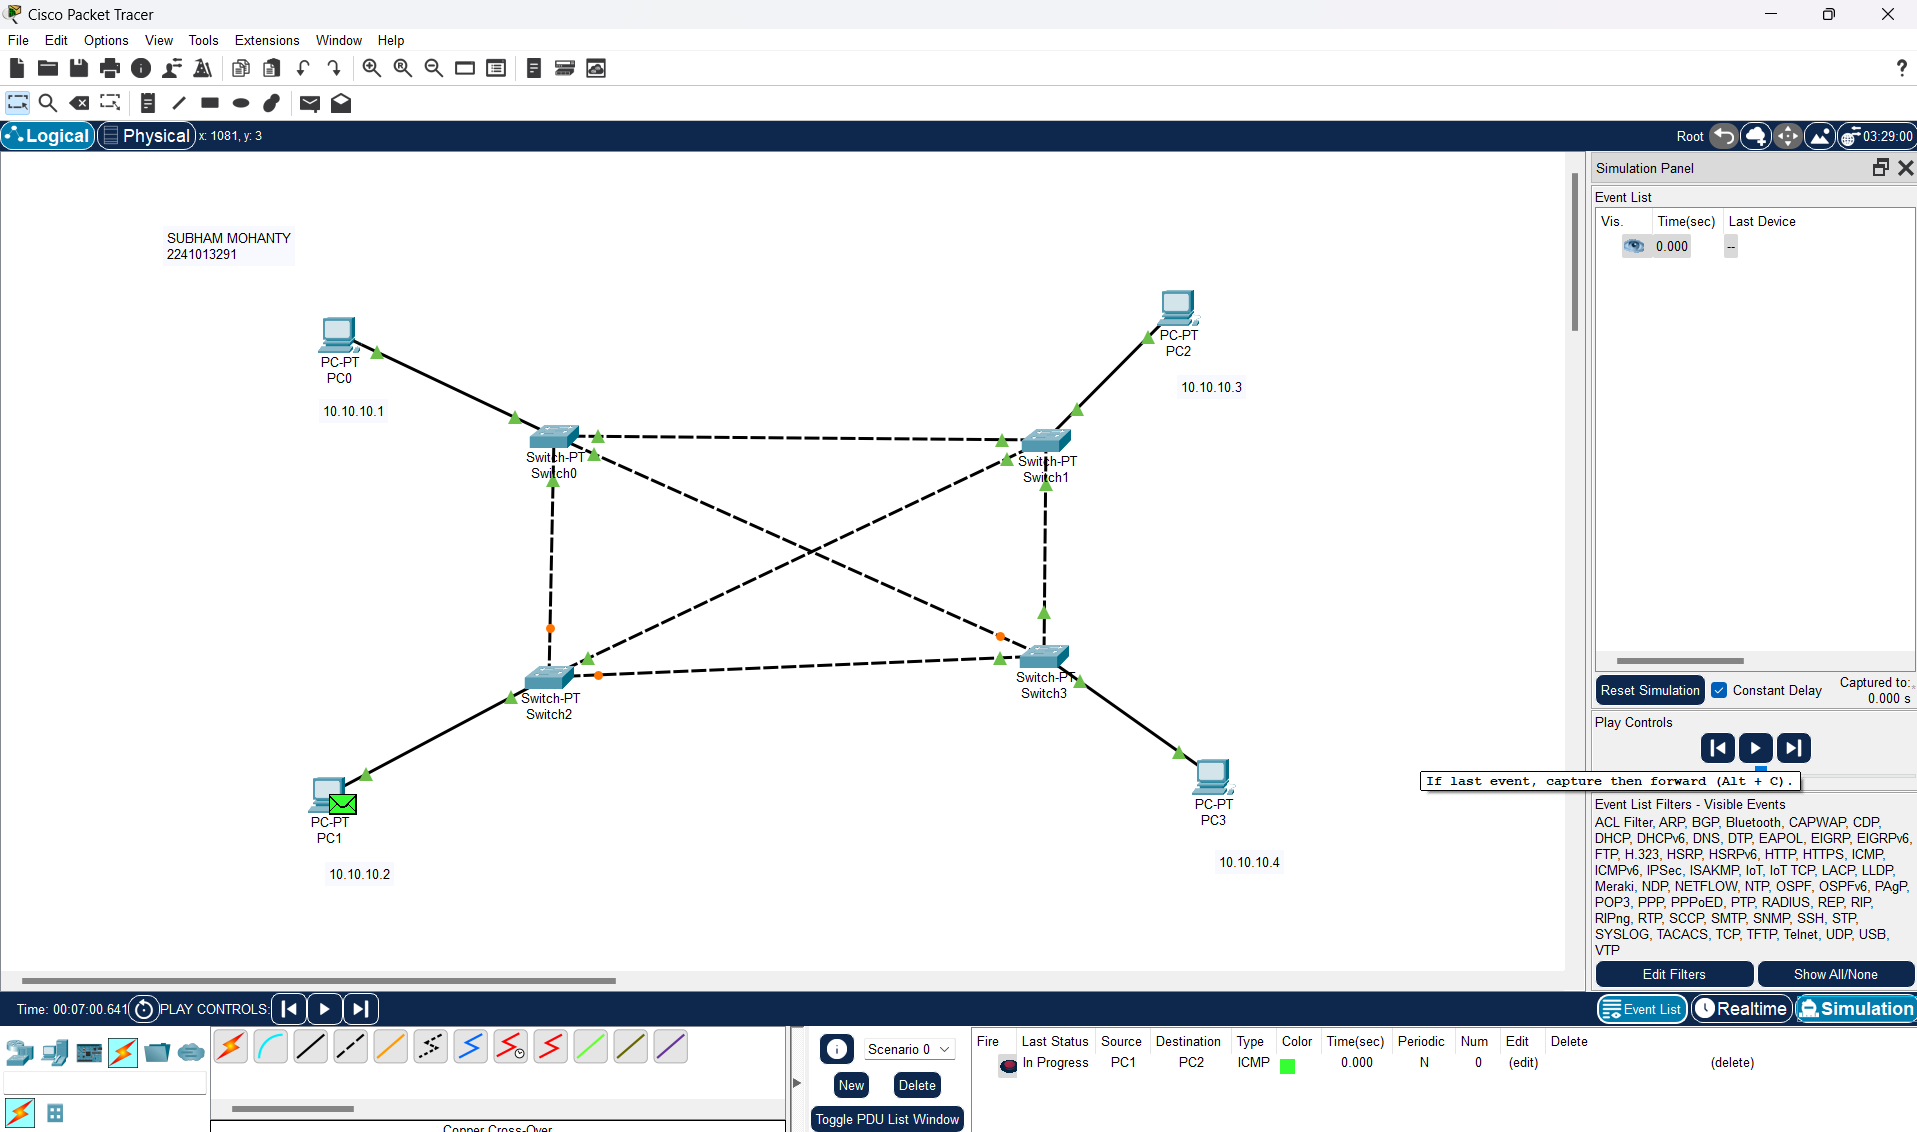 Cisco Packet Tracer
File Edit Options View Tools Extensions Window Help
?
Logical Physical x: 1081, y: 3 Root 03:29:00
SUBHAM MOHANTY
2241013291
PC-PT
PC0
10.10.10.1
PC-PT
PC2
10.10.10.3
Switch-PT
Switch0
Switch-PT
Switch1
Switch-PT
Switch2
Switch-PT
Switch3
PC-PT
PC1
10.10.10.2
PC-PT
PC3
10.10.10.4
Simulation Panel
Event List
Vis. Time(sec) Last Device
0.000 --
Reset Simulation Constant Delay Captured to:
0.000 s
Play Controls
If last event, capture then forward (Alt + C).
Event List Filters - Visible Events
ACL Filter, ARP, BGP, Bluetooth, CAPWAP, CDP,
DHCP, DHCPv6, DNS, DTP, EAPOL, EIGRP, EIGRPv6,
FTP, H.323, HSRP, HSRPv6, HTTP, HTTPS, ICMP,
ICMPv6, IPSec, ISAKMP, IoT, IoT TCP, LACP, LLDP,
Meraki, NDP, NETFLOW, NTP, OSPF, OSPFv6, PAgP,
POP3, PPP, PPPoED, PTP, RADIUS, REP, RIP,
RIPng, RTP, SCCP, SMTP, SNMP, SSH, STP,
SYSLOG, TACACS, TCP, TFTP, Telnet, UDP, USB,
VTP
Edit Filters Show All/None
Time: 00:07:00.641 PLAY CONTROLS: Event List Realtime Simulation
Scenario 0
New Delete
Toggle PDU List Window
Fire Last Status Source Destination Type Color Time(sec) Periodic Num Edit Delete
In Progress PC1 PC2 ICMP 0.000 N 0 (edit) (delete)
Copper Cross-Over